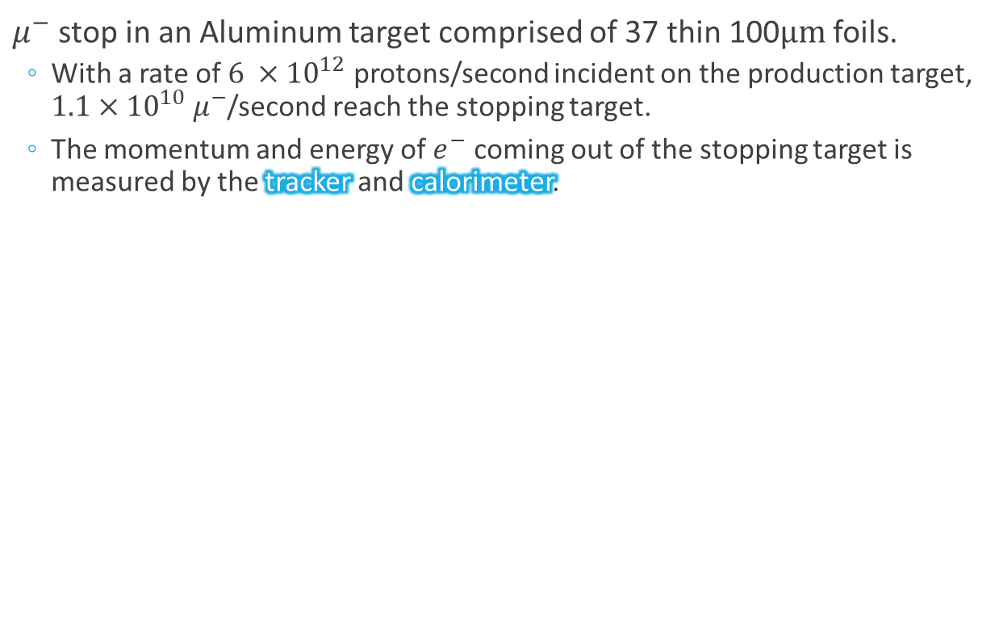 μ⁻ stop in an Aluminum target comprised of 37 thin 100μm foils.
◦ With a rate of 6 × 10¹² protons/second incident on the production target,
1.1 × 10¹⁰ μ⁻/second reach the stopping target.
◦ The momentum and energy of e⁻ coming out of the stopping target is
measured by the tracker and calorimeter.